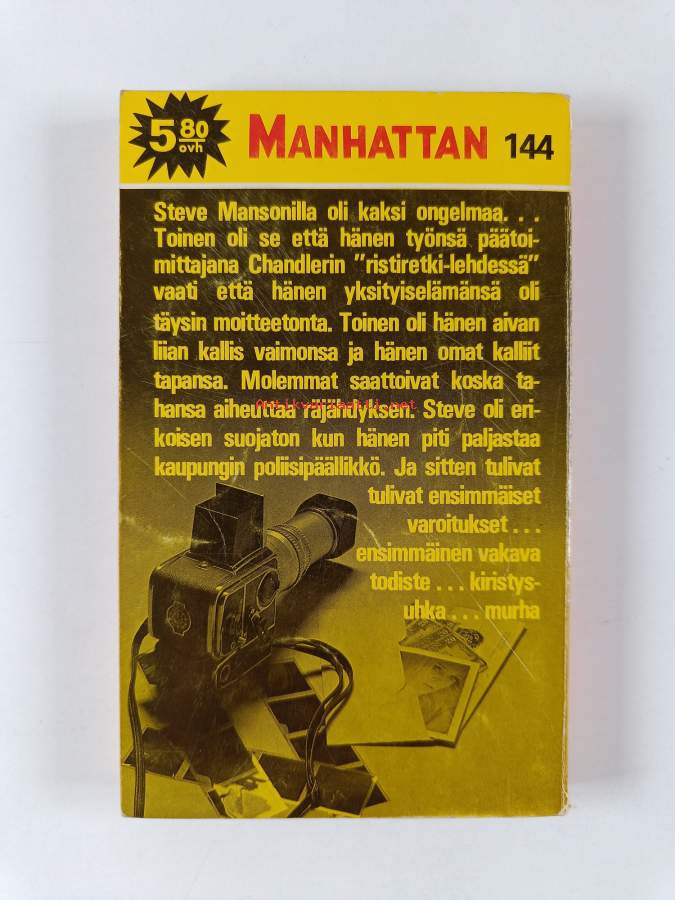 5 80
ovh
MANHATTAN 144
Steve Mansonilla oli kaksi ongelmaa. . .
Toinen oli se että hänen työnsä päätoi-
mittajana Chandlerin "ristiretki-lehdessä"
vaati että hänen yksityiselämänsä oli
täysin moitteetonta. Toinen oli hänen aivan
liian kallis vaimonsa ja hänen omat kalliit
tapansa. Molemmat saattoivat koska ta-
hansa aiheuttaa räjähdyksen. Steve oli eri-
Antikvariaatti.net
koisen suojaton kun hänen piti paljastaa
kaupungin poliisipäällikkö. Ja sitten tulivat
tulivat ensimmäiset
varoitukset . . .
ensimmäinen vakava
todiste . . . kiristys-
uhka . . . murha